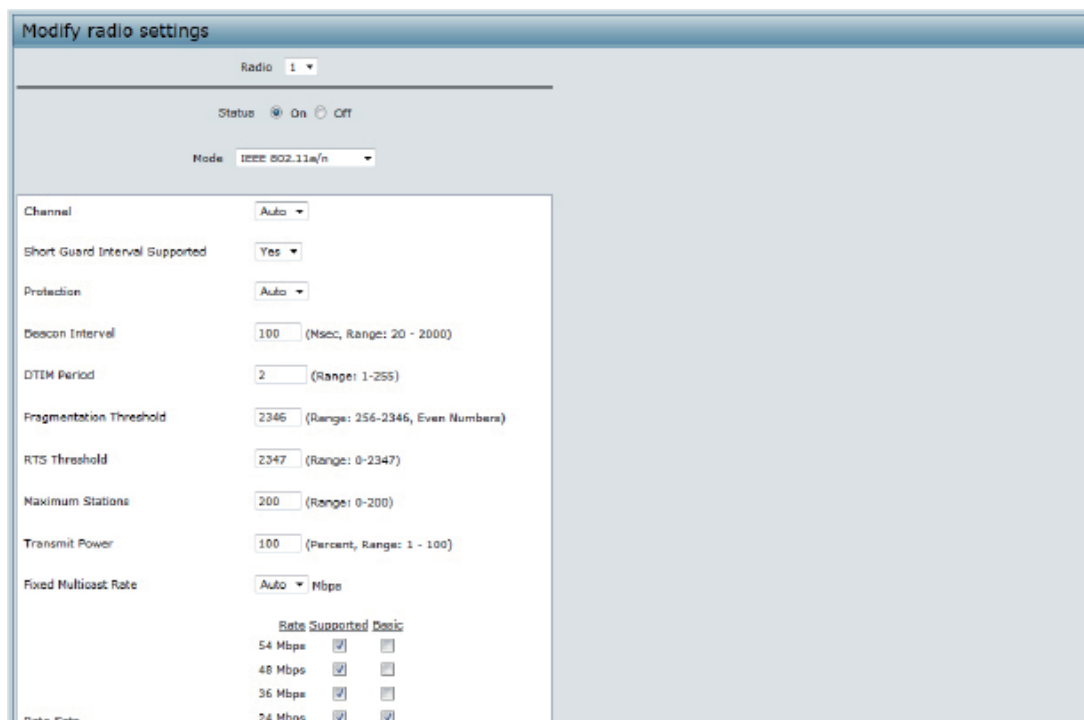 Modify radio settings
Radio 1
Status On Off
Mode IEEE 802.11a/n
Channel Auto
Short Guard Interval Supported Yes
Protection Auto
Beacon Interval 100 (Msec, Range: 20 - 2000)
DTIM Period 2 (Range: 1-255)
Fragmentation Threshold 2346 (Range: 256-2346, Even Numbers)
RTS Threshold 2347 (Range: 0-2347)
Maximum Stations 200 (Range: 0-200)
Transmit Power 100 (Percent, Range: 1 - 100)
Fixed Multicast Rate Auto Mbps
Rate Supported Basic
54 Mbps
48 Mbps
36 Mbps
24 Mbps